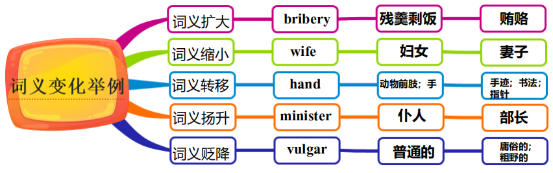 词义变化举例
词义扩大 bribery 残羹剩饭 贿赂
词义缩小 wife 妇女 妻子
词义转移 hand 动物前肢；手 手迹；书法；
指针
词义扬升 minister 仆人 部长
词义贬降 vulgar 普通的 庸俗的；
粗野的